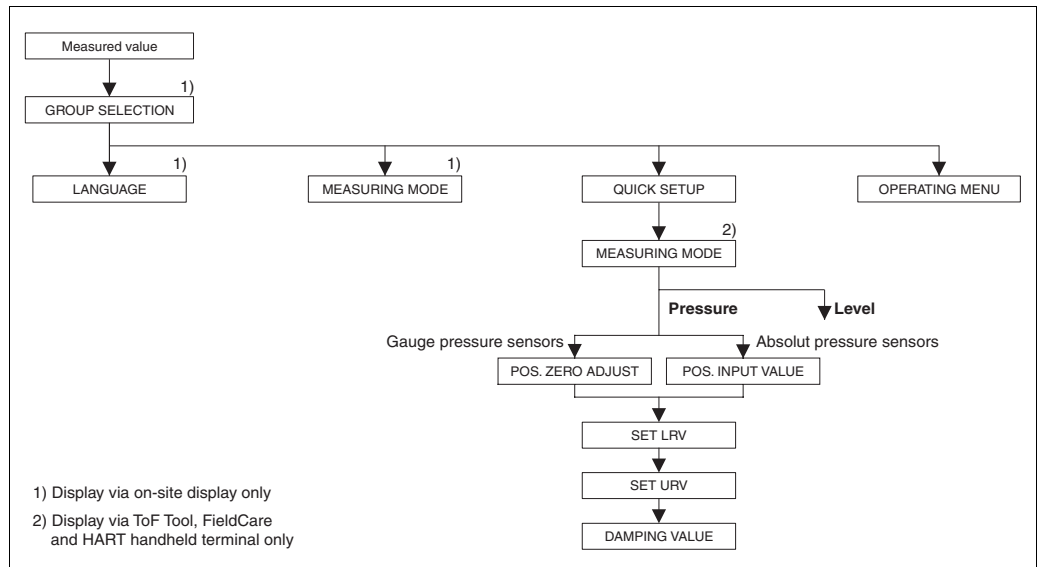 Measured value
1)
GROUP SELECTION
1)
1)
LANGUAGE
MEASURING MODE
QUICK SETUP
OPERATING MENU
2)
MEASURING MODE
Pressure
Level
Gauge pressure sensors
Absolut pressure sensors
POS. ZERO ADJUST
POS. INPUT VALUE
SET LRV
SET URV
DAMPING VALUE
1) Display via on-site display only
2) Display via ToF Tool, FieldCare
and HART handheld terminal only